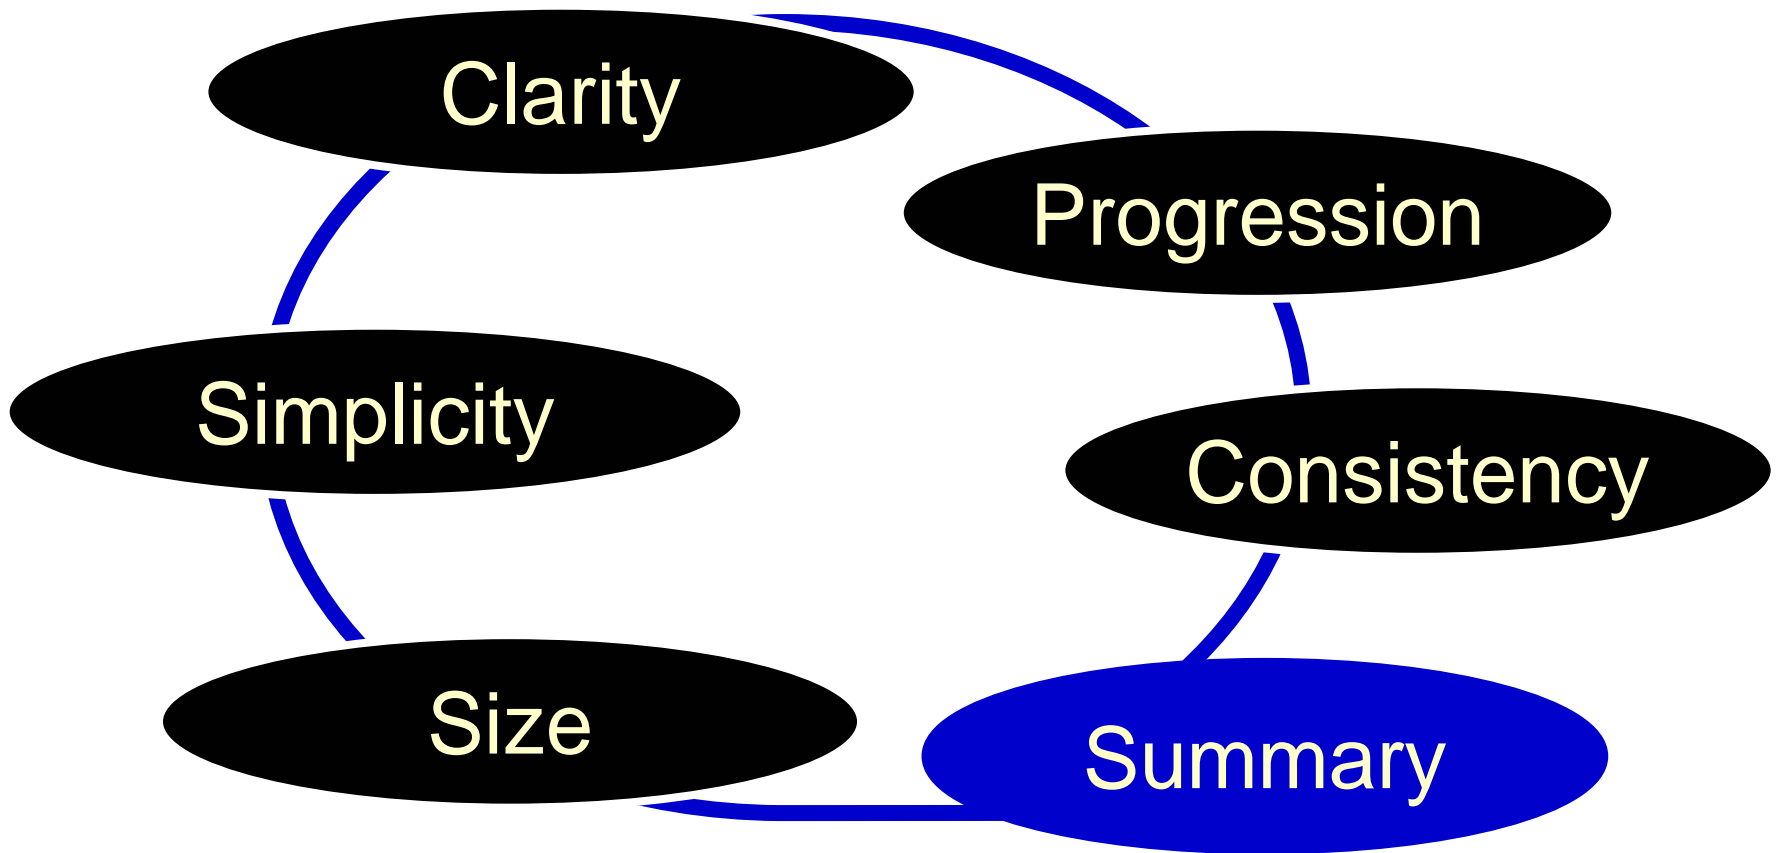 Clarity
Progression
Simplicity
Consistency
Size
Summary